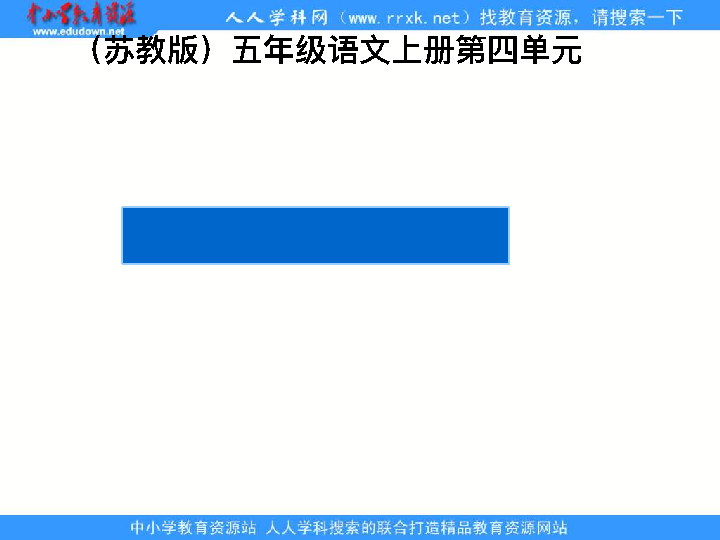 中小学教育资源
www.edudown.net
人人学科网（www.rrxk.net）找教育资源，请搜索一下
（苏教版）五年级语文上册第四单元
中小学教育资源站 人人学科搜索的联合打造精品教育资源网站